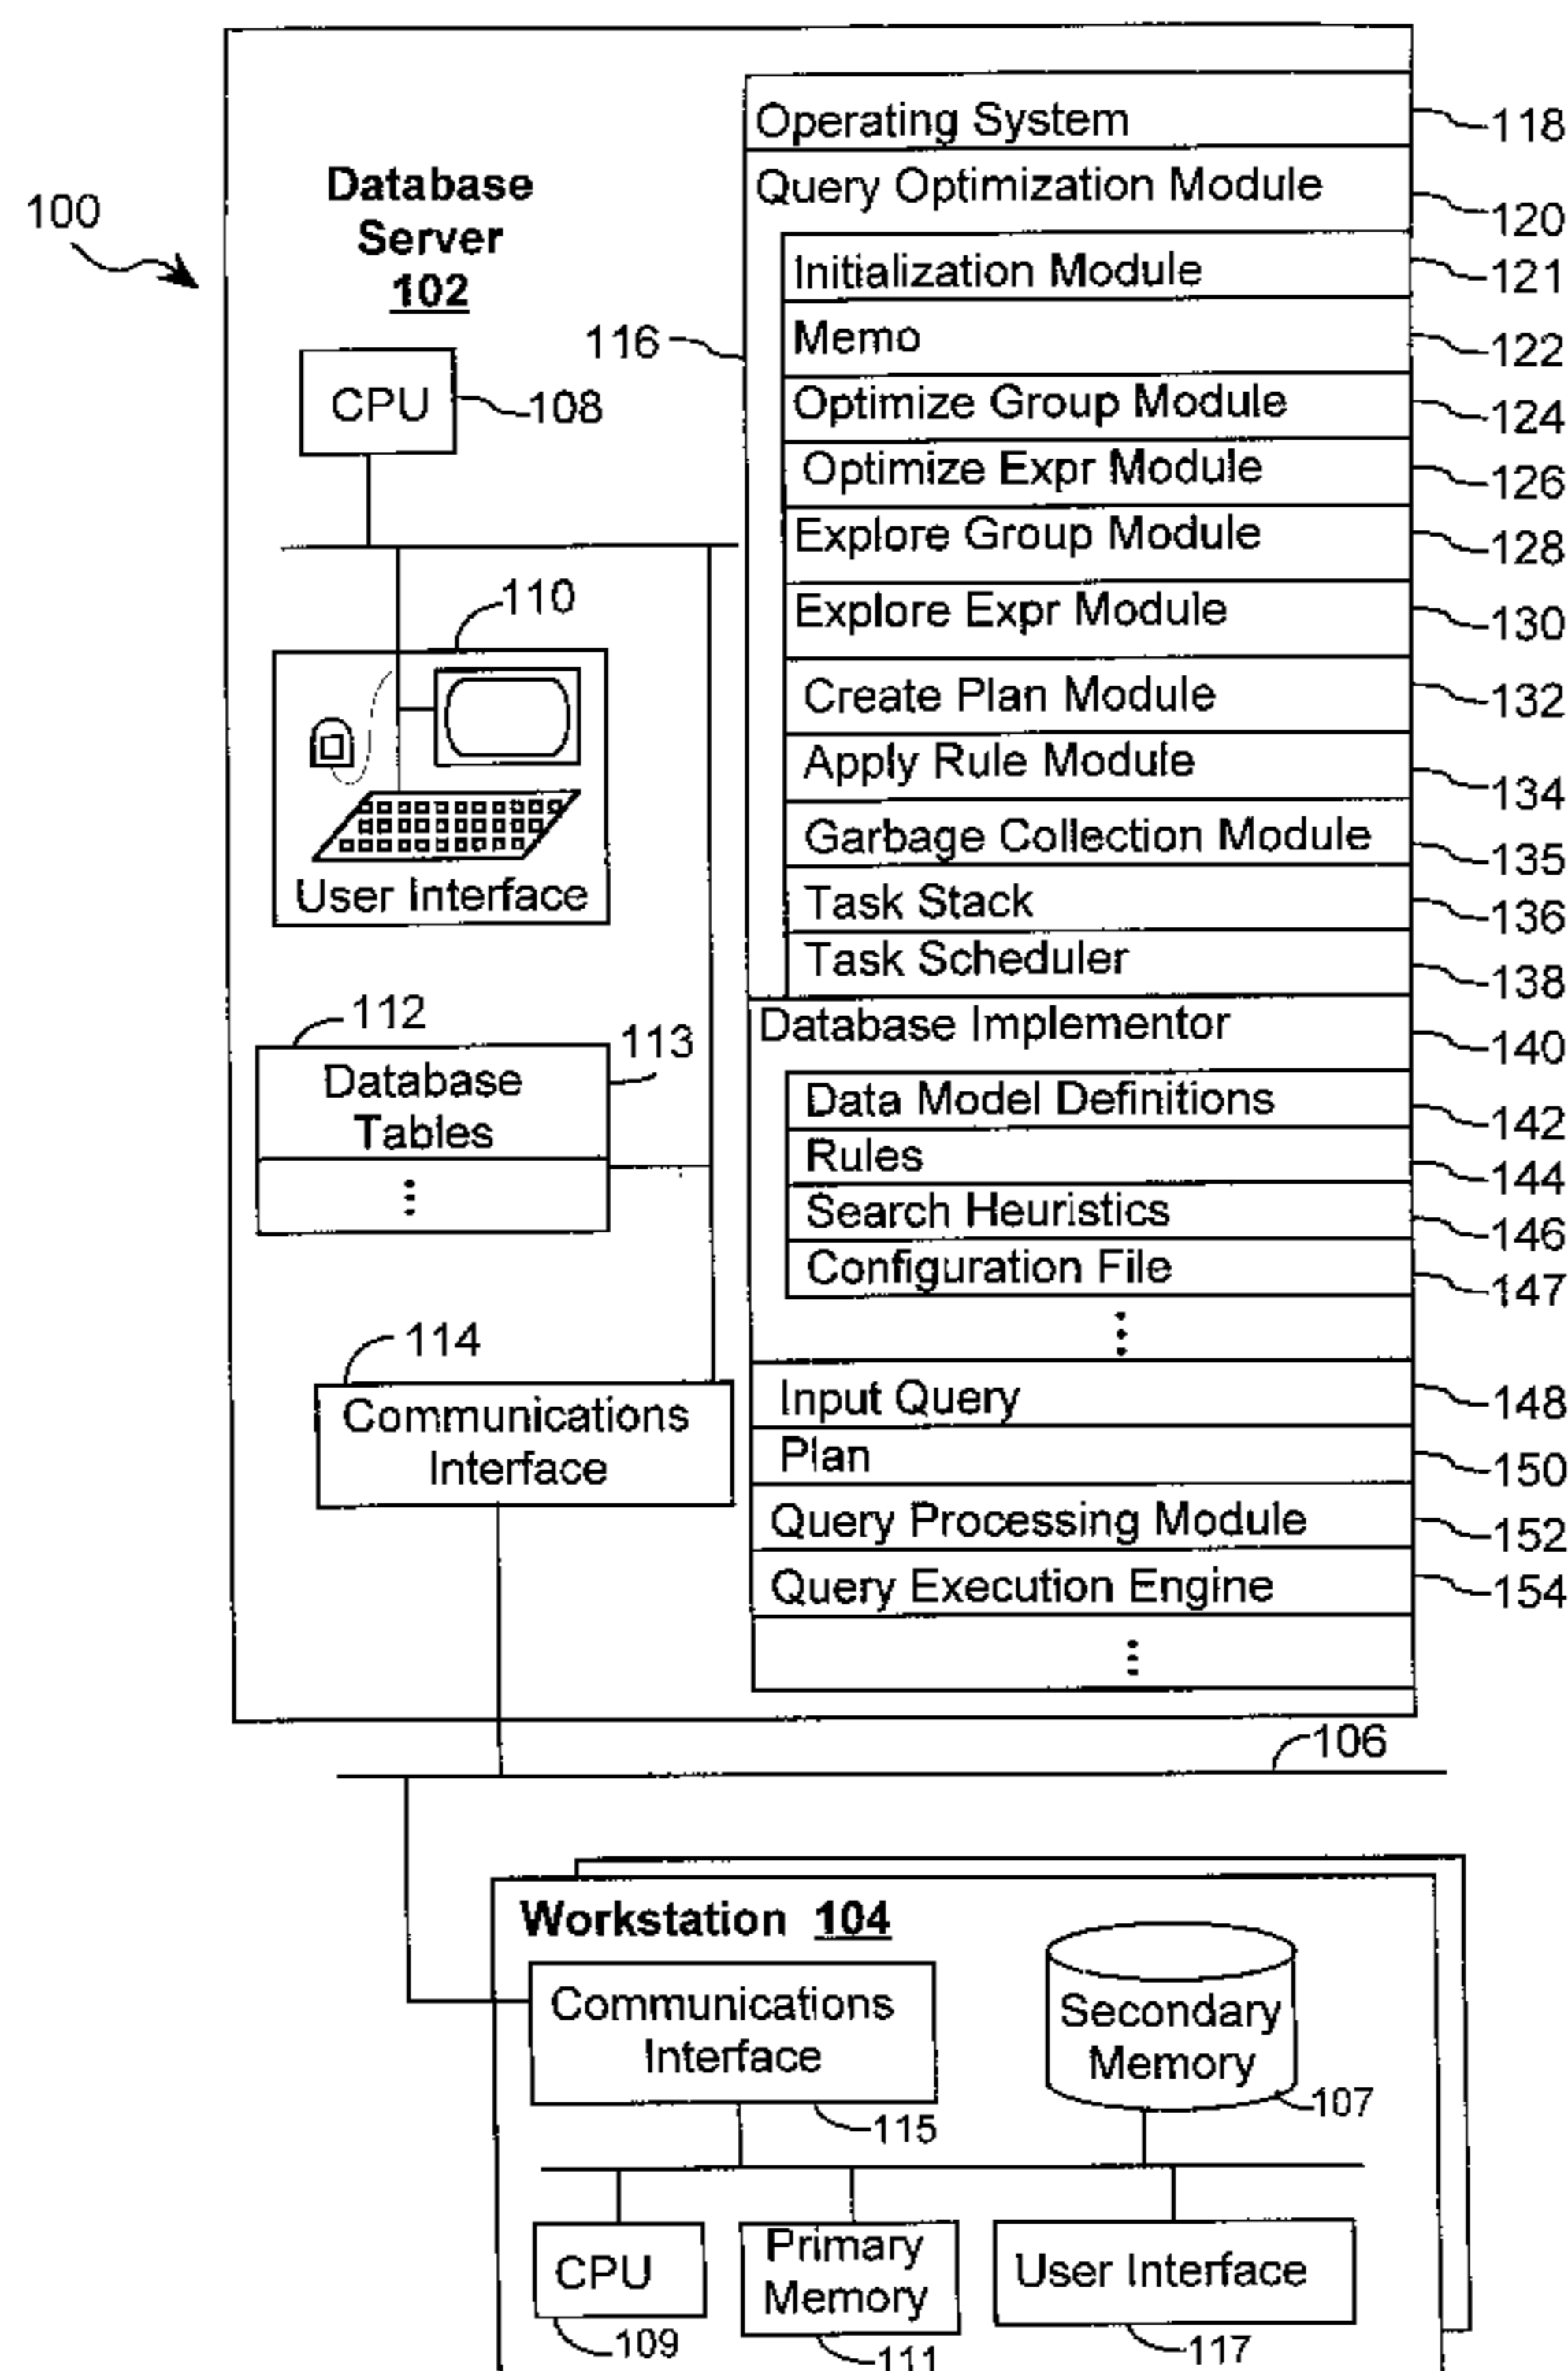 100
Database
Server
102
CPU
108
110
User Interface
112
113
Database
Tables
114
Communications
Interface
116
Operating System
118
Query Optimization Module
120
Initialization Module
121
Memo
122
Optimize Group Module
124
Optimize Expr Module
126
Explore Group Module
128
Explore Expr Module
130
Create Plan Module
132
Apply Rule Module
134
Garbage Collection Module
135
Task Stack
136
Task Scheduler
138
Database Implementor
140
Data Model Definitions
142
Rules
144
Search Heuristics
146
Configuration File
147
Input Query
148
Plan
150
Query Processing Module
152
Query Execution Engine
154
106
Workstation 104
Communications
Interface
115
Secondary
Memory
107
CPU
109
Primary
Memory
111
User Interface
117